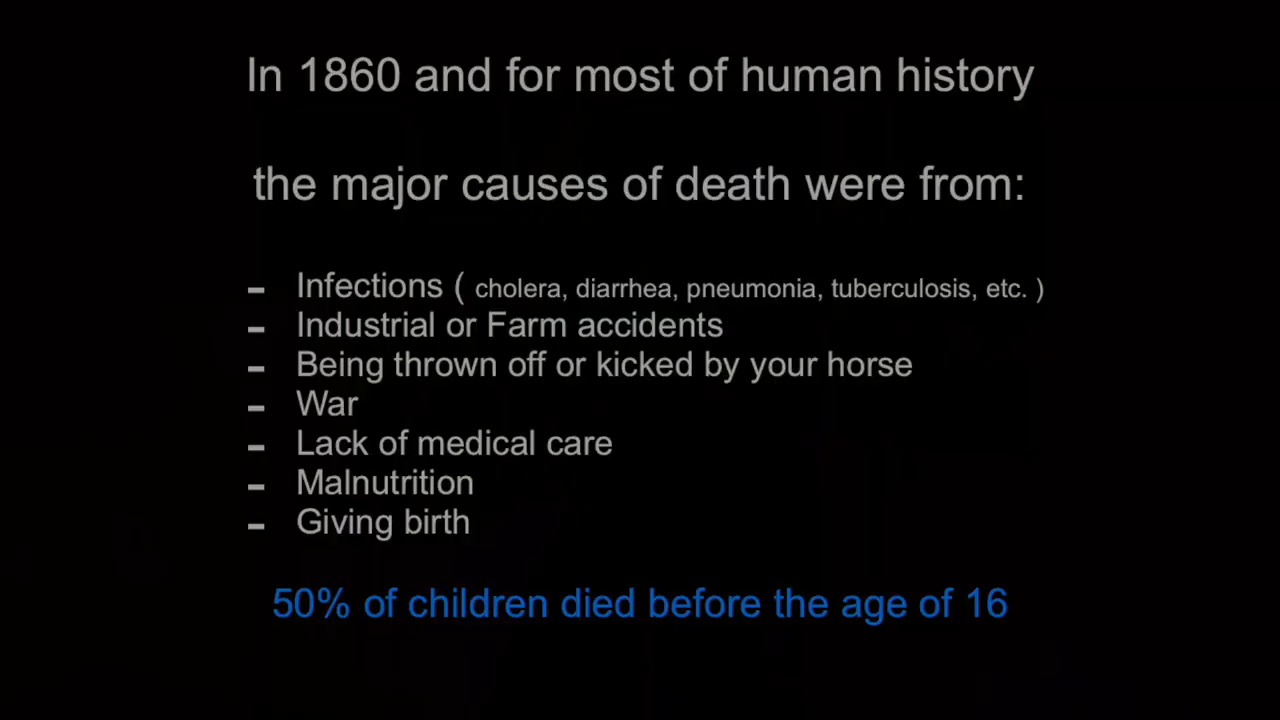 In 1860 and for most of human history
the major causes of death were from:
- Infections ( cholera, diarrhea, pneumonia, tuberculosis, etc. )
- Industrial or Farm accidents
- Being thrown off or kicked by your horse
- War
- Lack of medical care
- Malnutrition
- Giving birth
50% of children died before the age of 16